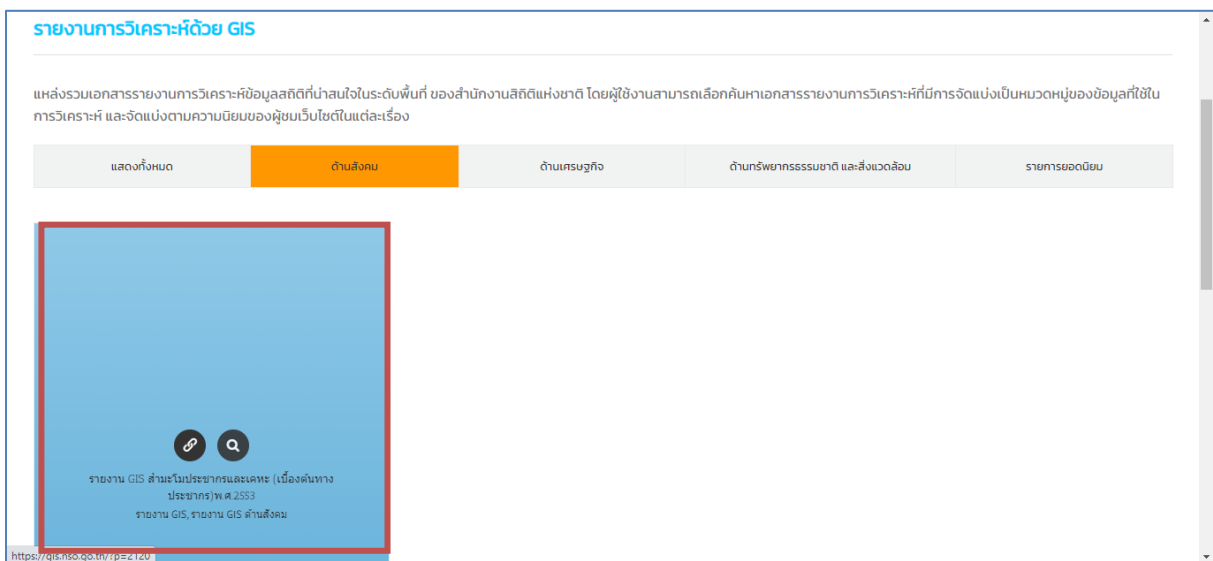 รายงานการวิเคราะห์ด้วย GIS
แหล่งรวมเอกสารรายงานการวิเคราะห์ข้อมูลสถิติที่น่าสนใจในระดับพื้นที่ ของสำนักงานสถิติแห่งชาติ โดยผู้ใช้งานสามารถเลือกค้นหาเอกสารรายงานการวิเคราะห์ที่มีการจัดแบ่งเป็นหมวดหมู่ของข้อมูลที่ใช้ใน
การวิเคราะห์ และจัดแบ่งตามความนิยมของผู้ชมเว็บไซต์ในแต่ละเรื่อง
แสดงทั้งหมด ด้านสังคม ด้านเศรษฐกิจ ด้านทรัพยากรธรรมชาติ และสิ่งแวดล้อม รายการยอดนิยม
รายงาน GIS สำมะโนประชากรและเคหะ (เบื้องต้นทาง
ประชากร)พ.ศ.2553
รายงาน GIS, รายงาน GIS ด้านสังคม
https://gis.nso.go.th/?p=2120